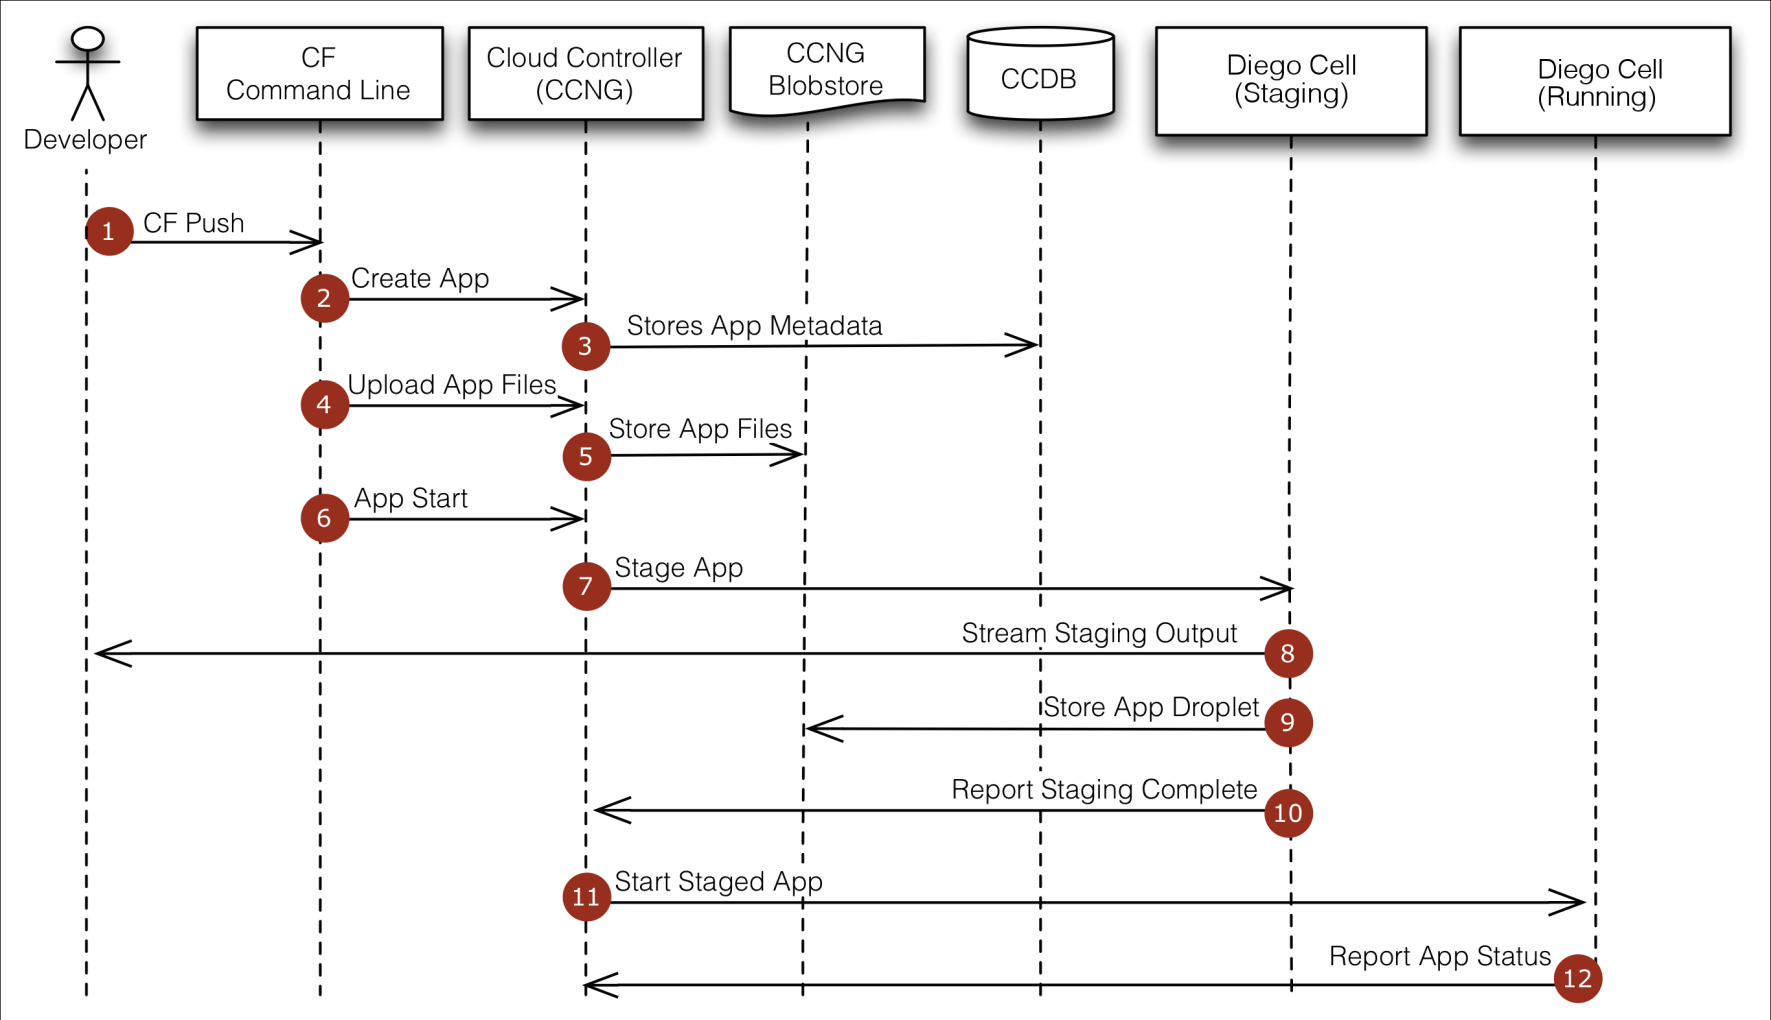 Developer
CF
Command Line
Cloud Controller
(CCNG)
CCNG
Blobstore
CCDB
Diego Cell
(Staging)
Diego Cell
(Running)
1 CF Push
2 Create App
3 Stores App Metadata
4 Upload App Files
5 Store App Files
6 App Start
7 Stage App
Stream Staging Output 8
Store App Droplet 9
Report Staging Complete 10
11 Start Staged App
Report App Status 12